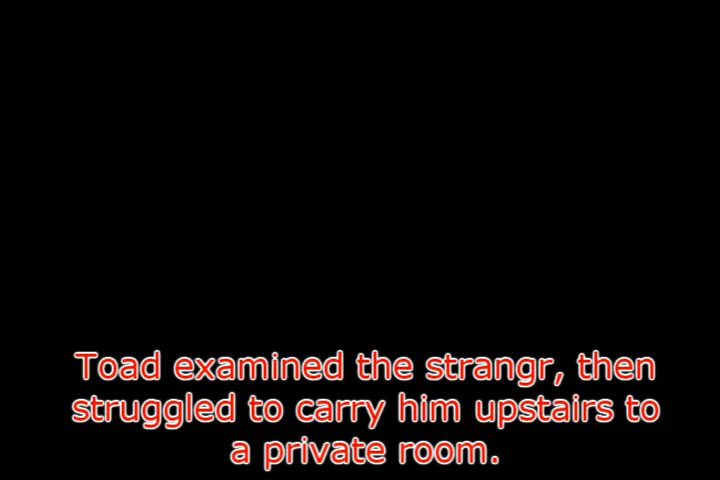 Toad examined the strangr, then
struggled to carry him upstairs to
a private room.